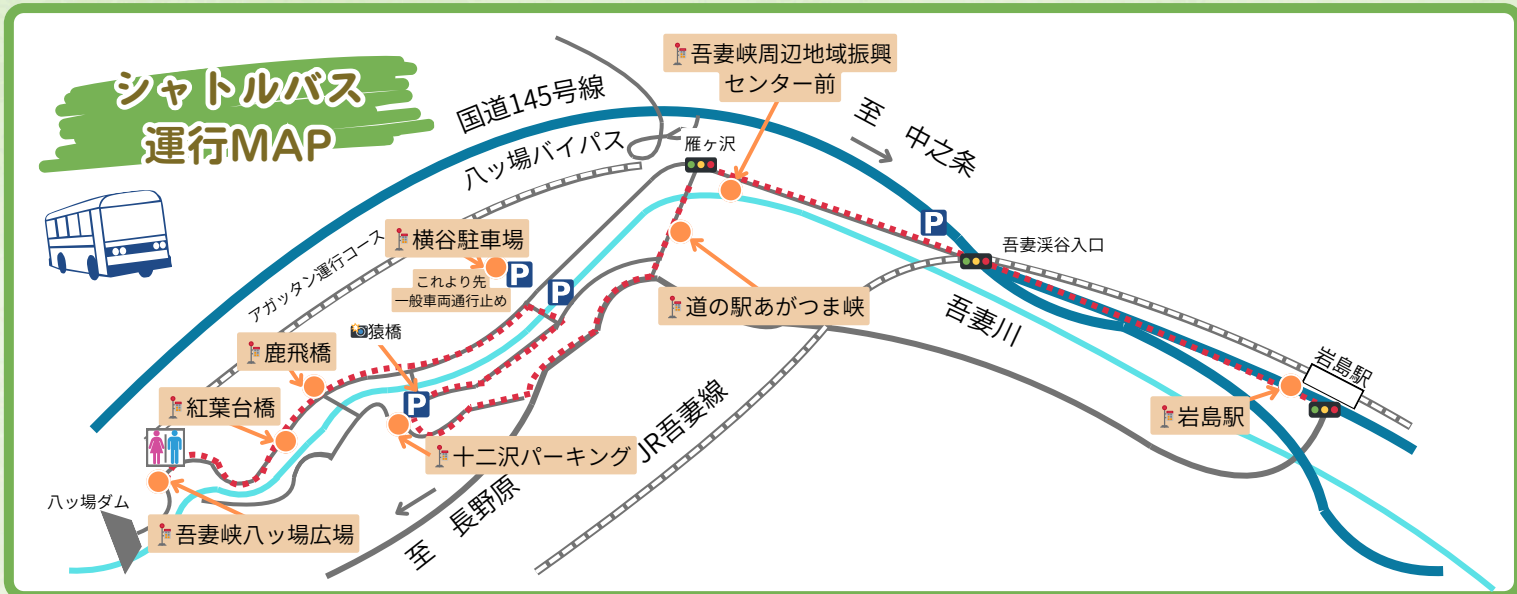 シャトルバス
運行MAP
国道145号線
八ッ場バイパス
吾妻峡周辺地域振興
センター前
至 中之条
雁ヶ沢
P
吾妻渓谷入口
アガッタン運行コース
横谷駐車場
P
これより先
一般車両通行止め
P
道の駅あがつま峡
吾妻川
猿橋
鹿飛橋
岩島駅
紅葉台橋
P
岩島駅
十二沢パーキング
JR吾妻線
八ッ場ダム
吾妻峡八ッ場広場
至 長野原